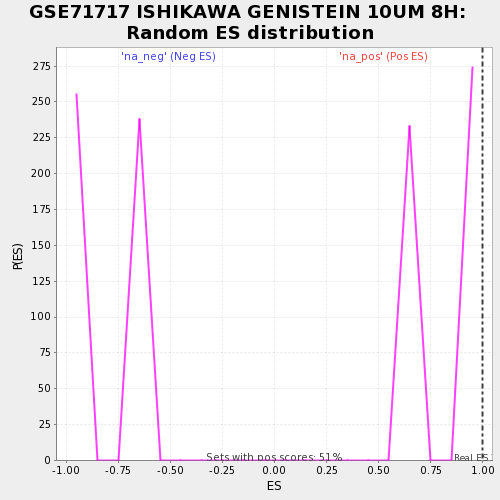 GSE71717 ISHIKAWA GENISTEIN 10UM 8H:
Random ES distribution
'na_neg' (Neg ES) 'na_pos' (Pos ES)
275
250
225
200
175
150
125
100
75
50
25
0
P(ES)
Sets with pos scores: 51%
Real ES
-1.00 -0.75 -0.50 -0.25 0.00 0.25 0.50 0.75 1.00
ES